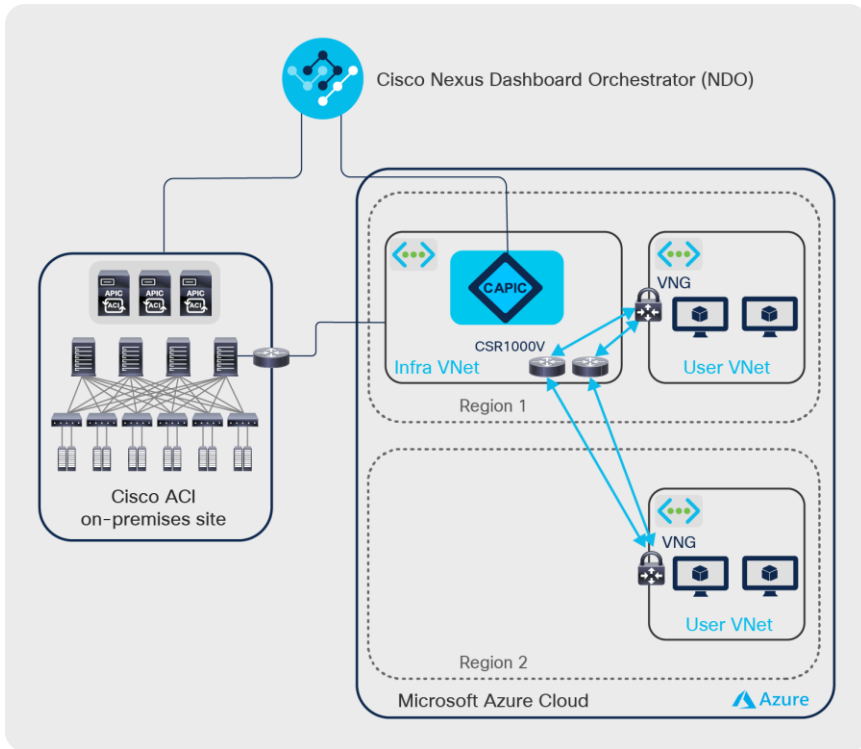 Cisco Nexus Dashboard Orchestrator (NDO)
APIC
ACI
APIC
ACI
APIC
ACI
Cisco ACI
on-premises site
CAPIC
CSR1000V
Infra VNet
VNG
User VNet
Region 1
VNG
User VNet
Region 2
Microsoft Azure Cloud
Azure